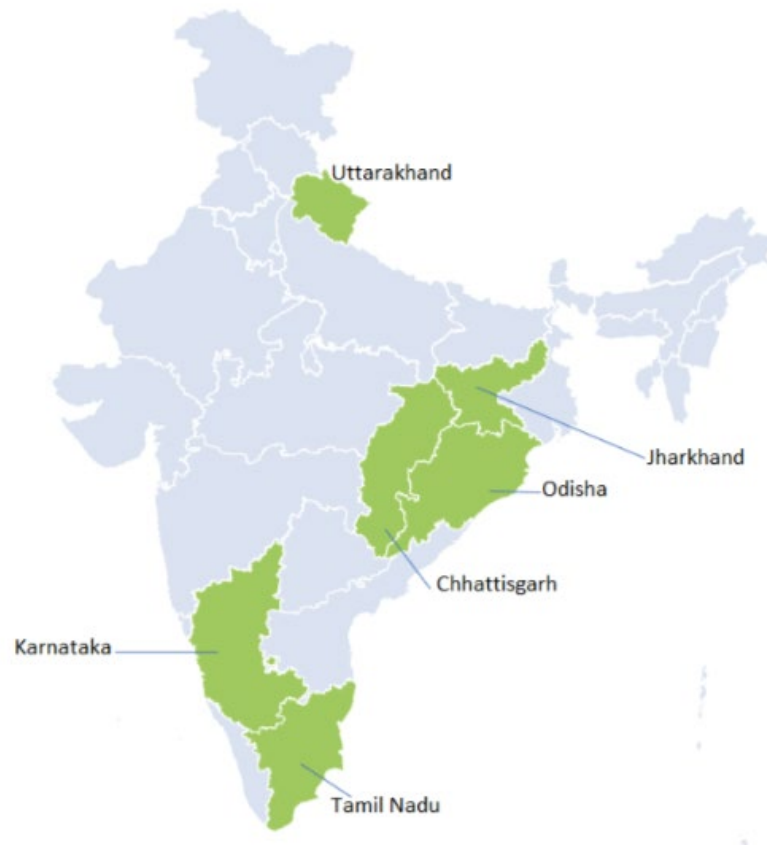 Uttarakhand
Jharkhand
Odisha
Chhattisgarh
Karnataka
Tamil Nadu